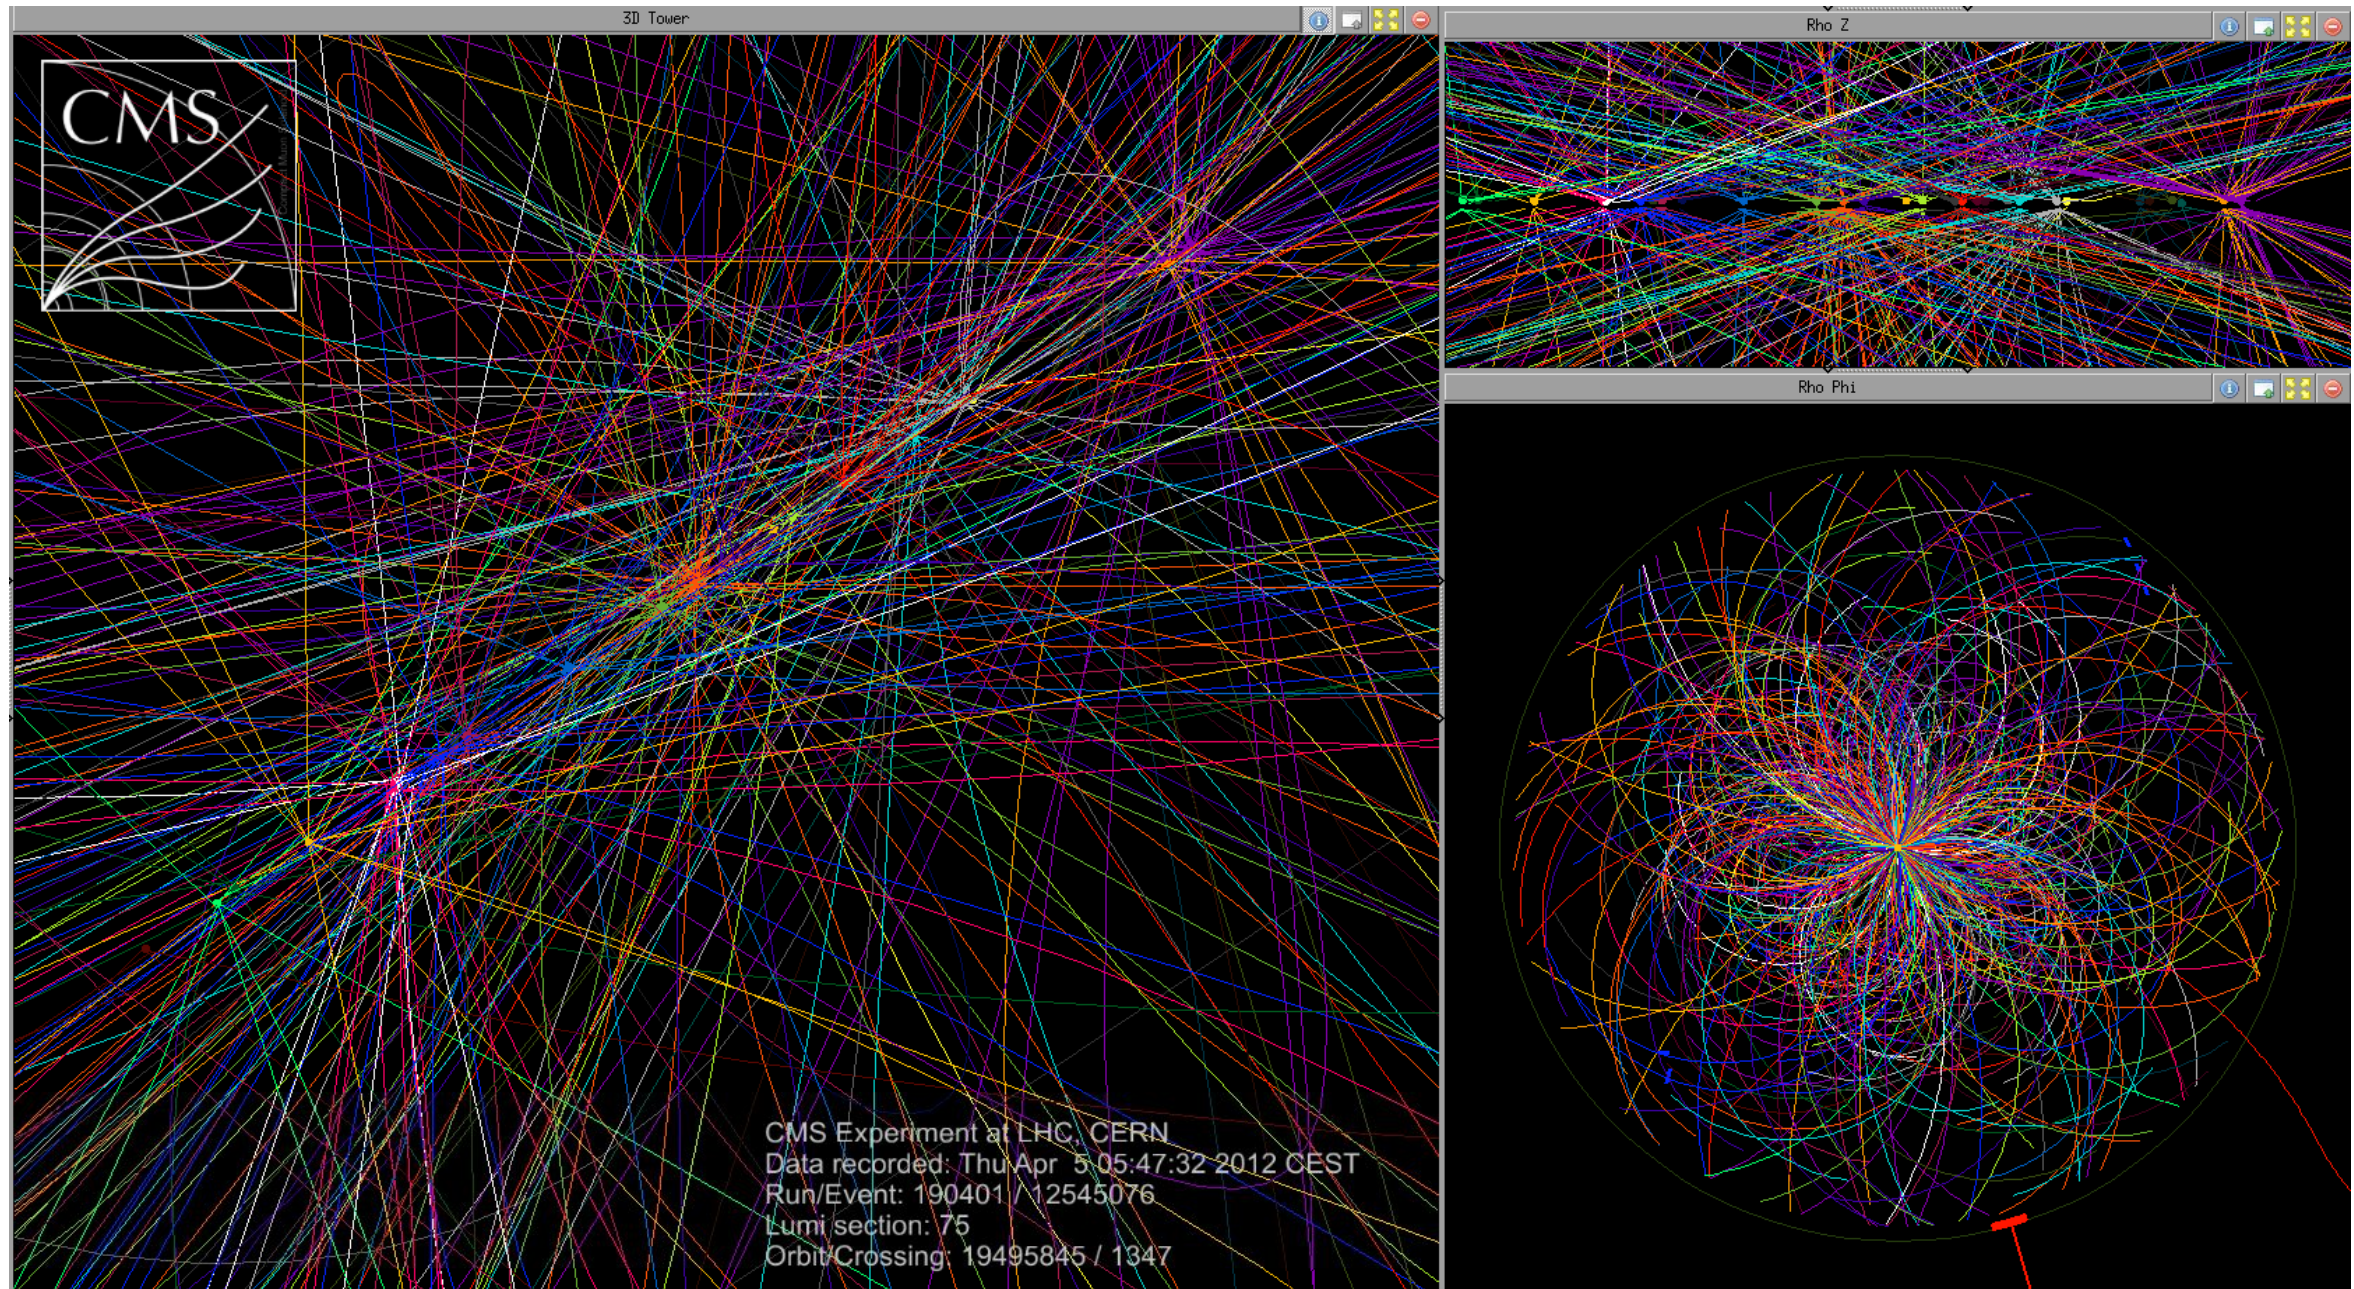 3D Tower
Rho Z
CMS
Rho Phi
CMS Experiment at LHC, CERN
Data recorded: Thu Apr 5 05:47:32 2012 CEST
Run/Event: 190401 / 12545076
Lumi section: 75
Orbit/Crossing: 19495845 / 1347